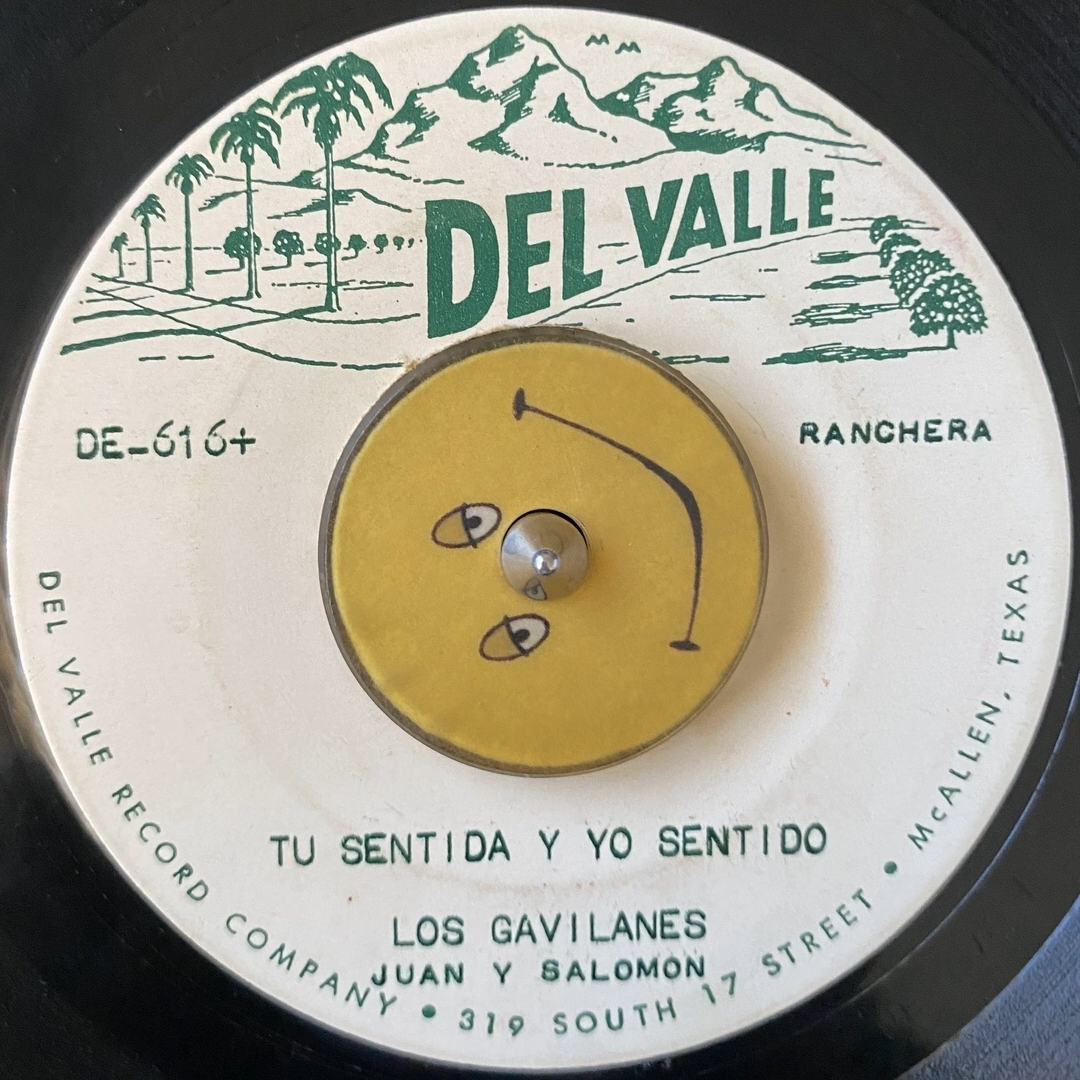 DEL VALLE
DE-616+
RANCHERA
TU SENTIDA Y YO SENTIDO
LOS GAVILANES
JUAN Y SALOMON
DEL VALLE RECORD COMPANY • 319 SOUTH 17 STREET • McALLEN, TEXAS